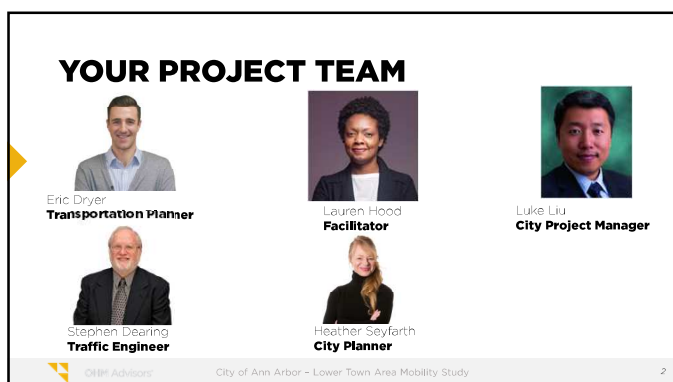 YOUR PROJECT TEAM
Eric Dryer
Transportation Planner
Lauren Hood
Facilitator
Luke Liu
City Project Manager
Stephen Dearing
Traffic Engineer
Heather Seyfarth
City Planner
OHM Advisors®
City of Ann Arbor – Lower Town Area Mobility Study
2